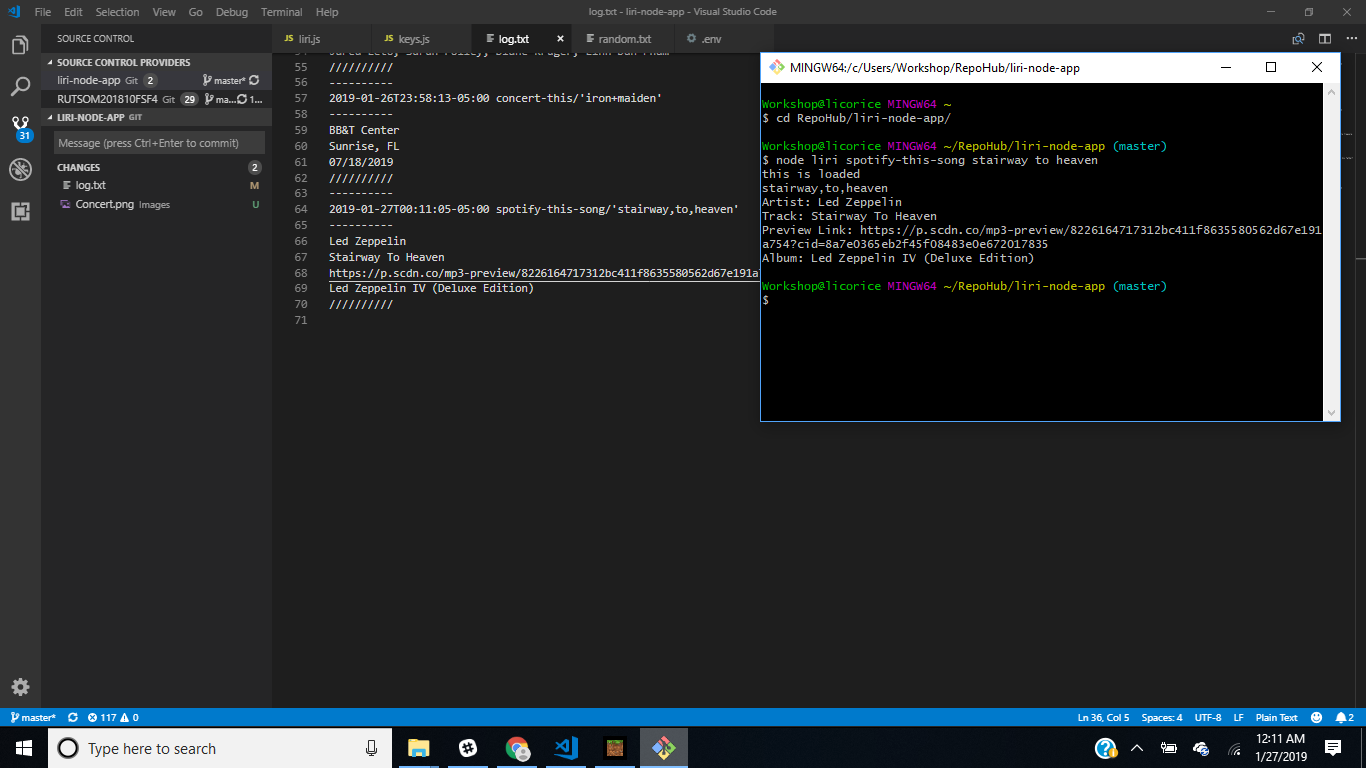 File Edit Selection View Go Debug Terminal Help
log.txt - liri-node-app - Visual Studio Code
SOURCE CONTROL
JS liri.js
JS keys.js
log.txt ×
random.txt
.env
SOURCE CONTROL PROVIDERS
liri-node-app Git 2 master*
RUTSOM201810FSF4 Git 29 ma... 1...
LIRI-NODE-APP GIT
Message (press Ctrl+Enter to commit)
CHANGES 2
log.txt M
Concert.png Images U
31
55 //////////
56 ----------
57 2019-01-26T23:58:13-05:00 concert-this/'iron+maiden'
58 ----------
59 BB&T Center
60 Sunrise, FL
61 07/18/2019
62 //////////
63 ----------
64 2019-01-27T00:11:05-05:00 spotify-this-song/'stairway,to,heaven'
65 ----------
66 Led Zeppelin
67 Stairway To Heaven
68 https://p.scdn.co/mp3-preview/8226164717312bc411f8635580562d67e191a
69 Led Zeppelin IV (Deluxe Edition)
70 //////////
71
MINGW64:/c/Users/Workshop/RepoHub/liri-node-app
Workshop@licorice MINGW64 ~
$ cd RepoHub/liri-node-app/
Workshop@licorice MINGW64 ~/RepoHub/liri-node-app (master)
$ node liri spotify-this-song stairway to heaven
this is loaded
stairway,to,heaven
Artist: Led Zeppelin
Track: Stairway To Heaven
Preview Link: https://p.scdn.co/mp3-preview/8226164717312bc411f8635580562d67e191
a754?cid=8a7e0365eb2f45f08483e0e672017835
Album: Led Zeppelin IV (Deluxe Edition)
Workshop@licorice MINGW64 ~/RepoHub/liri-node-app (master)
$
master* 117 0
Ln 36, Col 5 Spaces: 4 UTF-8 LF Plain Text 2
Type here to search
12:11 AM
1/27/2019